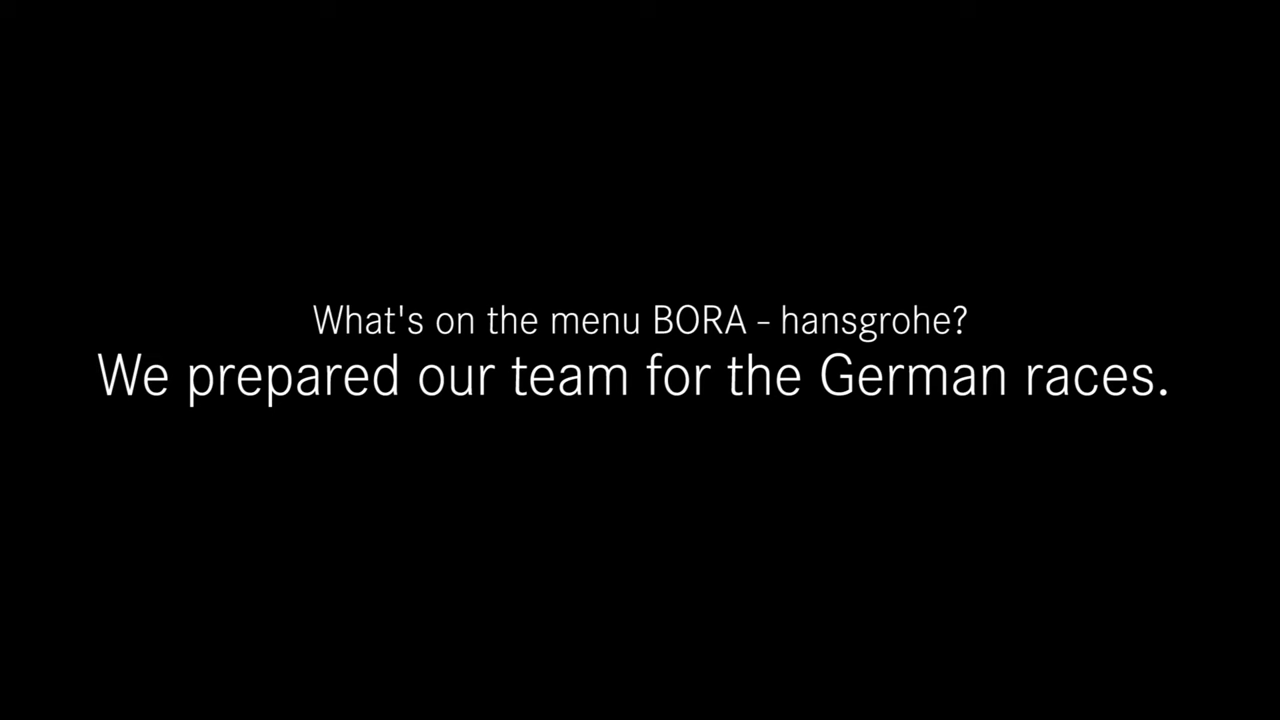 What's on the menu BORA - hansgrohe?
We prepared our team for the German races.